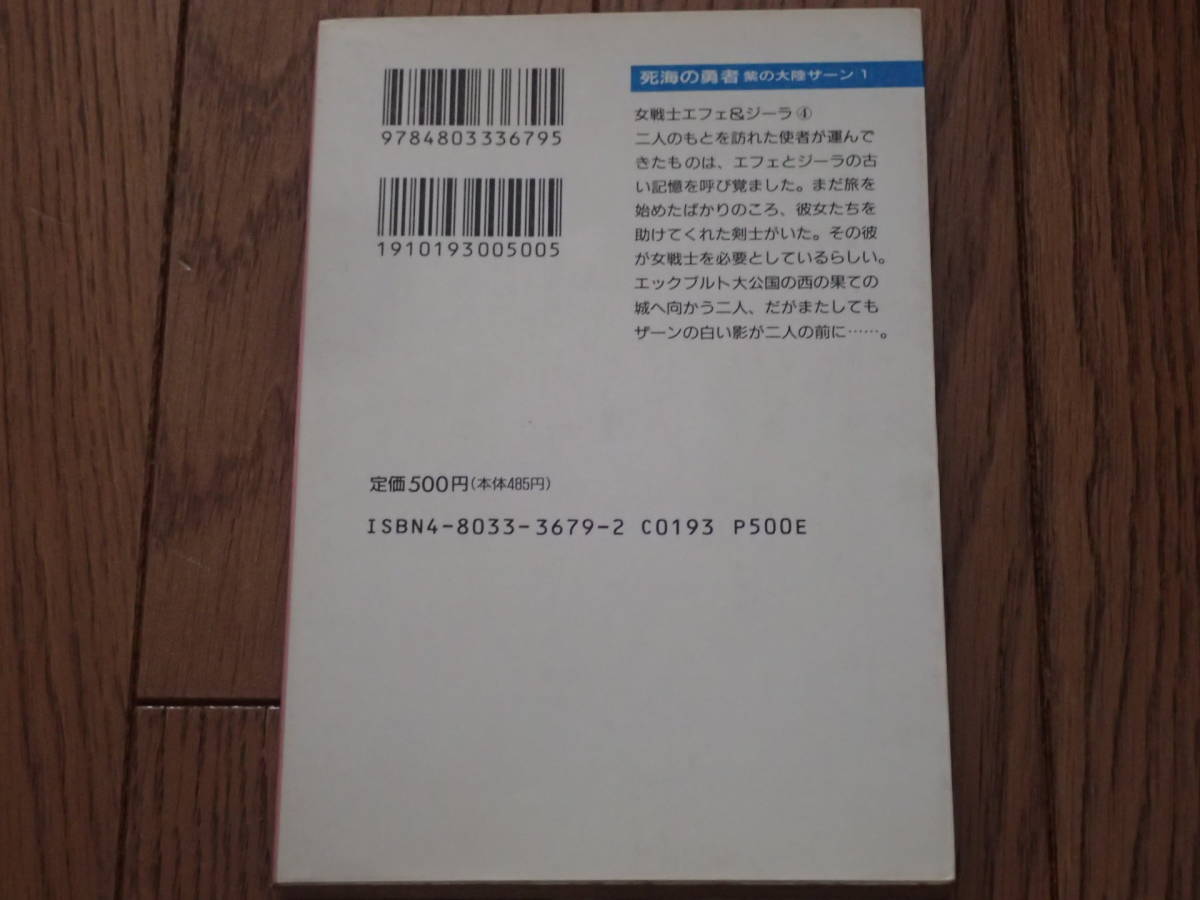 9784803336795
1910193005005
死海の勇者 紫の大陸ザーン 1
女戦士エフェ&ジーラ④
二人のもとを訪れた使者が運んで
きたものは、エフェとジーラの古
い記憶を呼び覚ました。まだ旅を
始めたばかりのころ、彼女たちを
助けてくれた剣士がいた。その彼
が女戦士を必要としているらしい。
エックブルト大公国の西の果ての
城へ向かう二人、だがまたしても
ザーンの白い影が二人の前に……。
定価500円(本体485円)
ISBN4-8033-3679-2 C0193 P500E